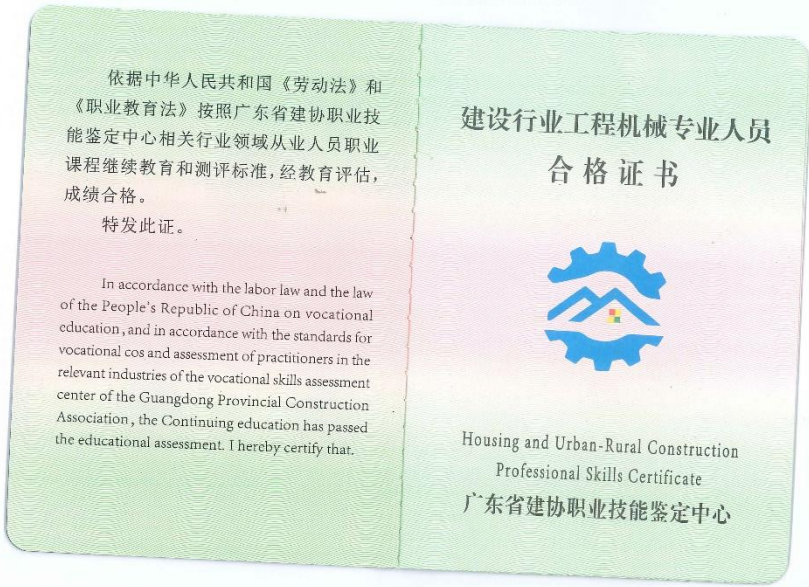 依据中华人民共和国《劳动法》和
《职业教育法》按照广东省建协职业技
能鉴定中心相关行业领域从业人员职业
课程继续教育和测评标准，经教育评估，
成绩合格。
特发此证。
In accordance with the labor law and the law
of the People's Republic of China on vocational
education, and in accordance with the standards for
vocational cos and assessment of practitioners in the
relevant industries of the vocational skills assessment
center of the Guangdong Provincial Construction
Association, the Continuing education has passed
the educational assessment. I hereby certify that.
建设行业工程机械专业人员
合格证书
Housing and Urban-Rural Construction
Professional Skills Certificate
广东省建协职业技能鉴定中心